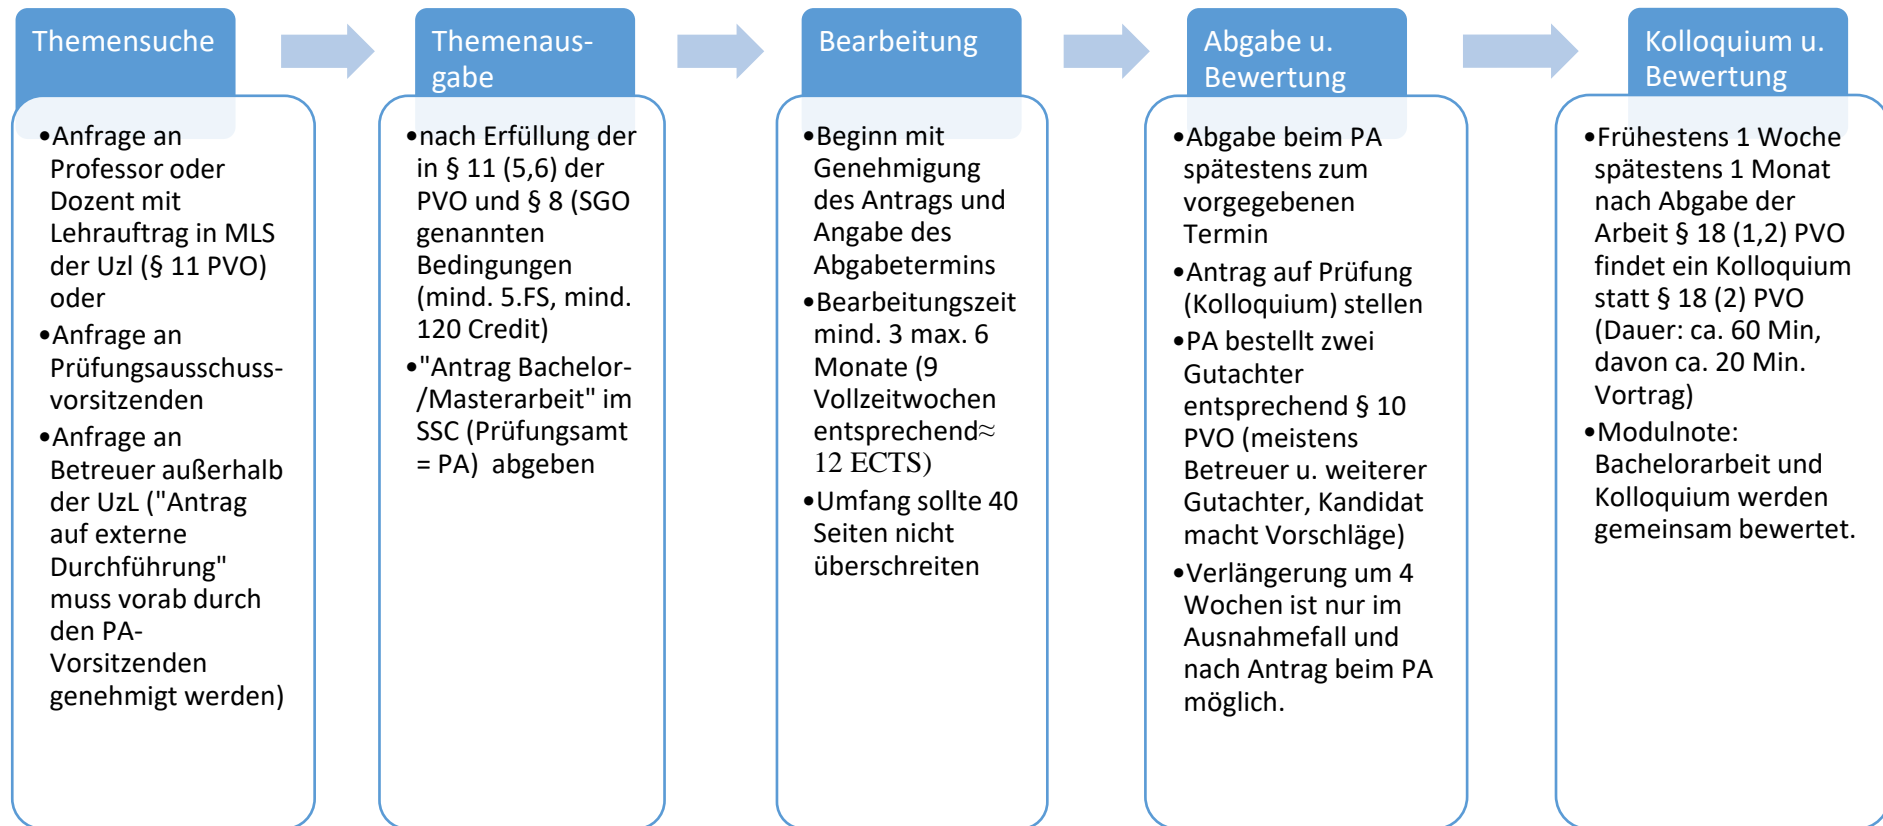 Themensuche
•Anfrage an
Professor oder
Dozent mit
Lehrauftrag in MLS
der Uzl (§ 11 PVO)
oder
•Anfrage an
Prüfungsausschuss-
vorsitzenden
•Anfrage an
Betreuer außerhalb
der UzL ("Antrag
auf externe
Durchführung"
muss vorab durch
den PA-
Vorsitzenden
genehmigt werden)
Themenaus-
gabe
•nach Erfüllung der
in § 11 (5,6) der
PVO und § 8 (SGO
genannten
Bedingungen
(mind. 5.FS, mind.
120 Credit)
•"Antrag Bachelor-
/Masterarbeit" im
SSC (Prüfungsamt
= PA) abgeben
Bearbeitung
•Beginn mit
Genehmigung
des Antrags und
Angabe des
Abgabetermins
•Bearbeitungszeit
mind. 3 max. 6
Monate (9
Vollzeitwochen
entsprechend≈
12 ECTS)
•Umfang sollte 40
Seiten nicht
überschreiten
Abgabe u.
Bewertung
•Abgabe beim PA
spätestens zum
vorgegebenen
Termin
•Antrag auf Prüfung
(Kolloquium) stellen
•PA bestellt zwei
Gutachter
entsprechend § 10
PVO (meistens
Betreuer u. weiterer
Gutachter, Kandidat
macht Vorschläge)
•Verlängerung um 4
Wochen ist nur im
Ausnahmefall und
nach Antrag beim PA
möglich.
Kolloquium u.
Bewertung
•Frühestens 1 Woche
spätestens 1 Monat
nach Abgabe der
Arbeit § 18 (1,2) PVO
findet ein Kolloquium
statt § 18 (2) PVO
(Dauer: ca. 60 Min,
davon ca. 20 Min.
Vortrag)
•Modulnote:
Bachelorarbeit und
Kolloquium werden
gemeinsam bewertet.